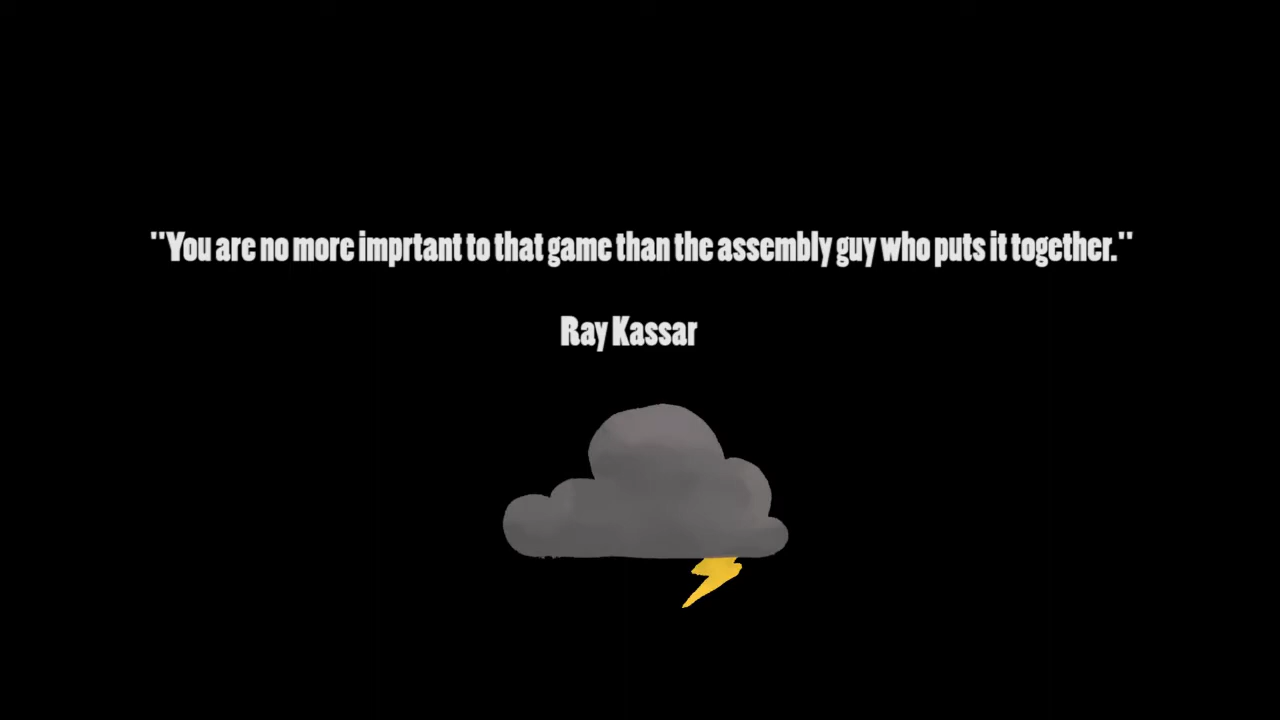 "You are no more imprtant to that game than the assembly guy who puts it together."
Ray Kassar